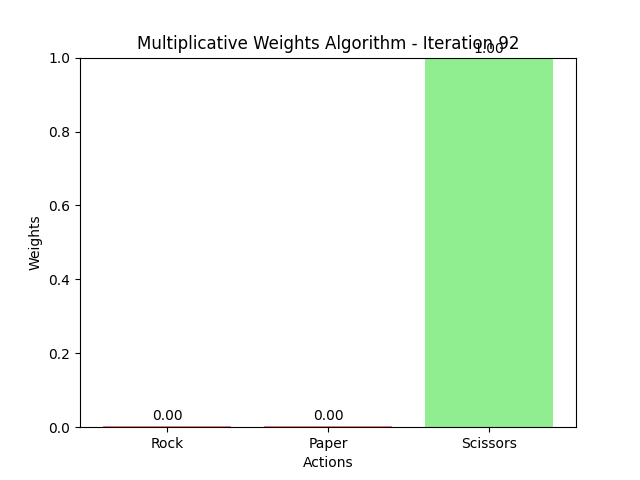 Multiplicative Weights Algorithm - Iteration 92
1.00
1.0
0.8
0.6
0.4
0.2
0.0
Weights
0.00
0.00
Rock Paper Scissors
Actions